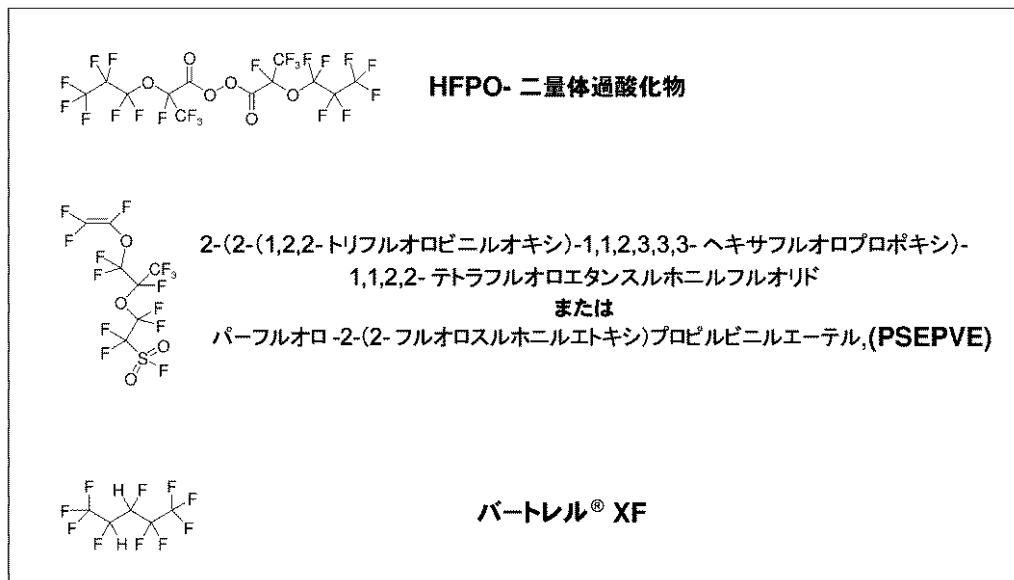 HFPO- 二量体過酸化物
F F F F F O O O O O F CF3 F CF3 F O F F F F F F F
2-(2-(1,2,2- トリフルオロビニルオキシ)-1,1,2,3,3,3- ヘキサフルオロプロポキシ)-
1,1,2,2- テトラフルオロエタンスルホニルフルオリド
または
パーフルオロ -2-(2- フルオロスルホニルエトキシ)プロピルビニルエーテル,(PSEPVE)
F F
F O
F F CF3
O F F
F F F
S O
O F
バートレル® XF
F F H F F F
F F H F F F